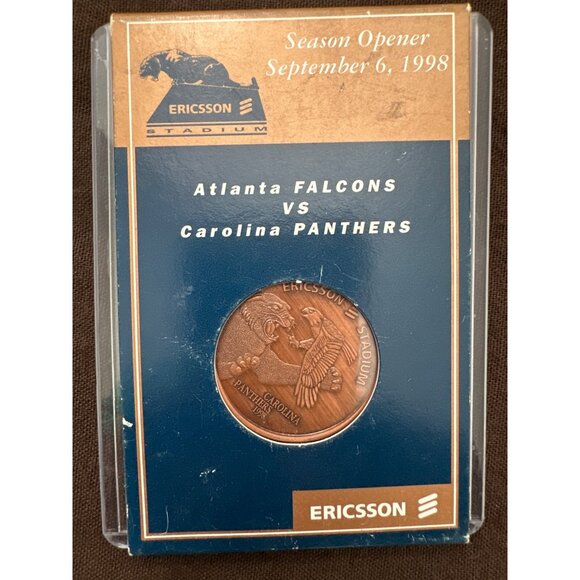 Season Opener
September 6, 1998
ERICSSON
STADIUM
Atlanta FALCONS
VS
Carolina PANTHERS
ERICSSON STADIUM
CAROLINA
PANTHERS
1998
ERICSSON